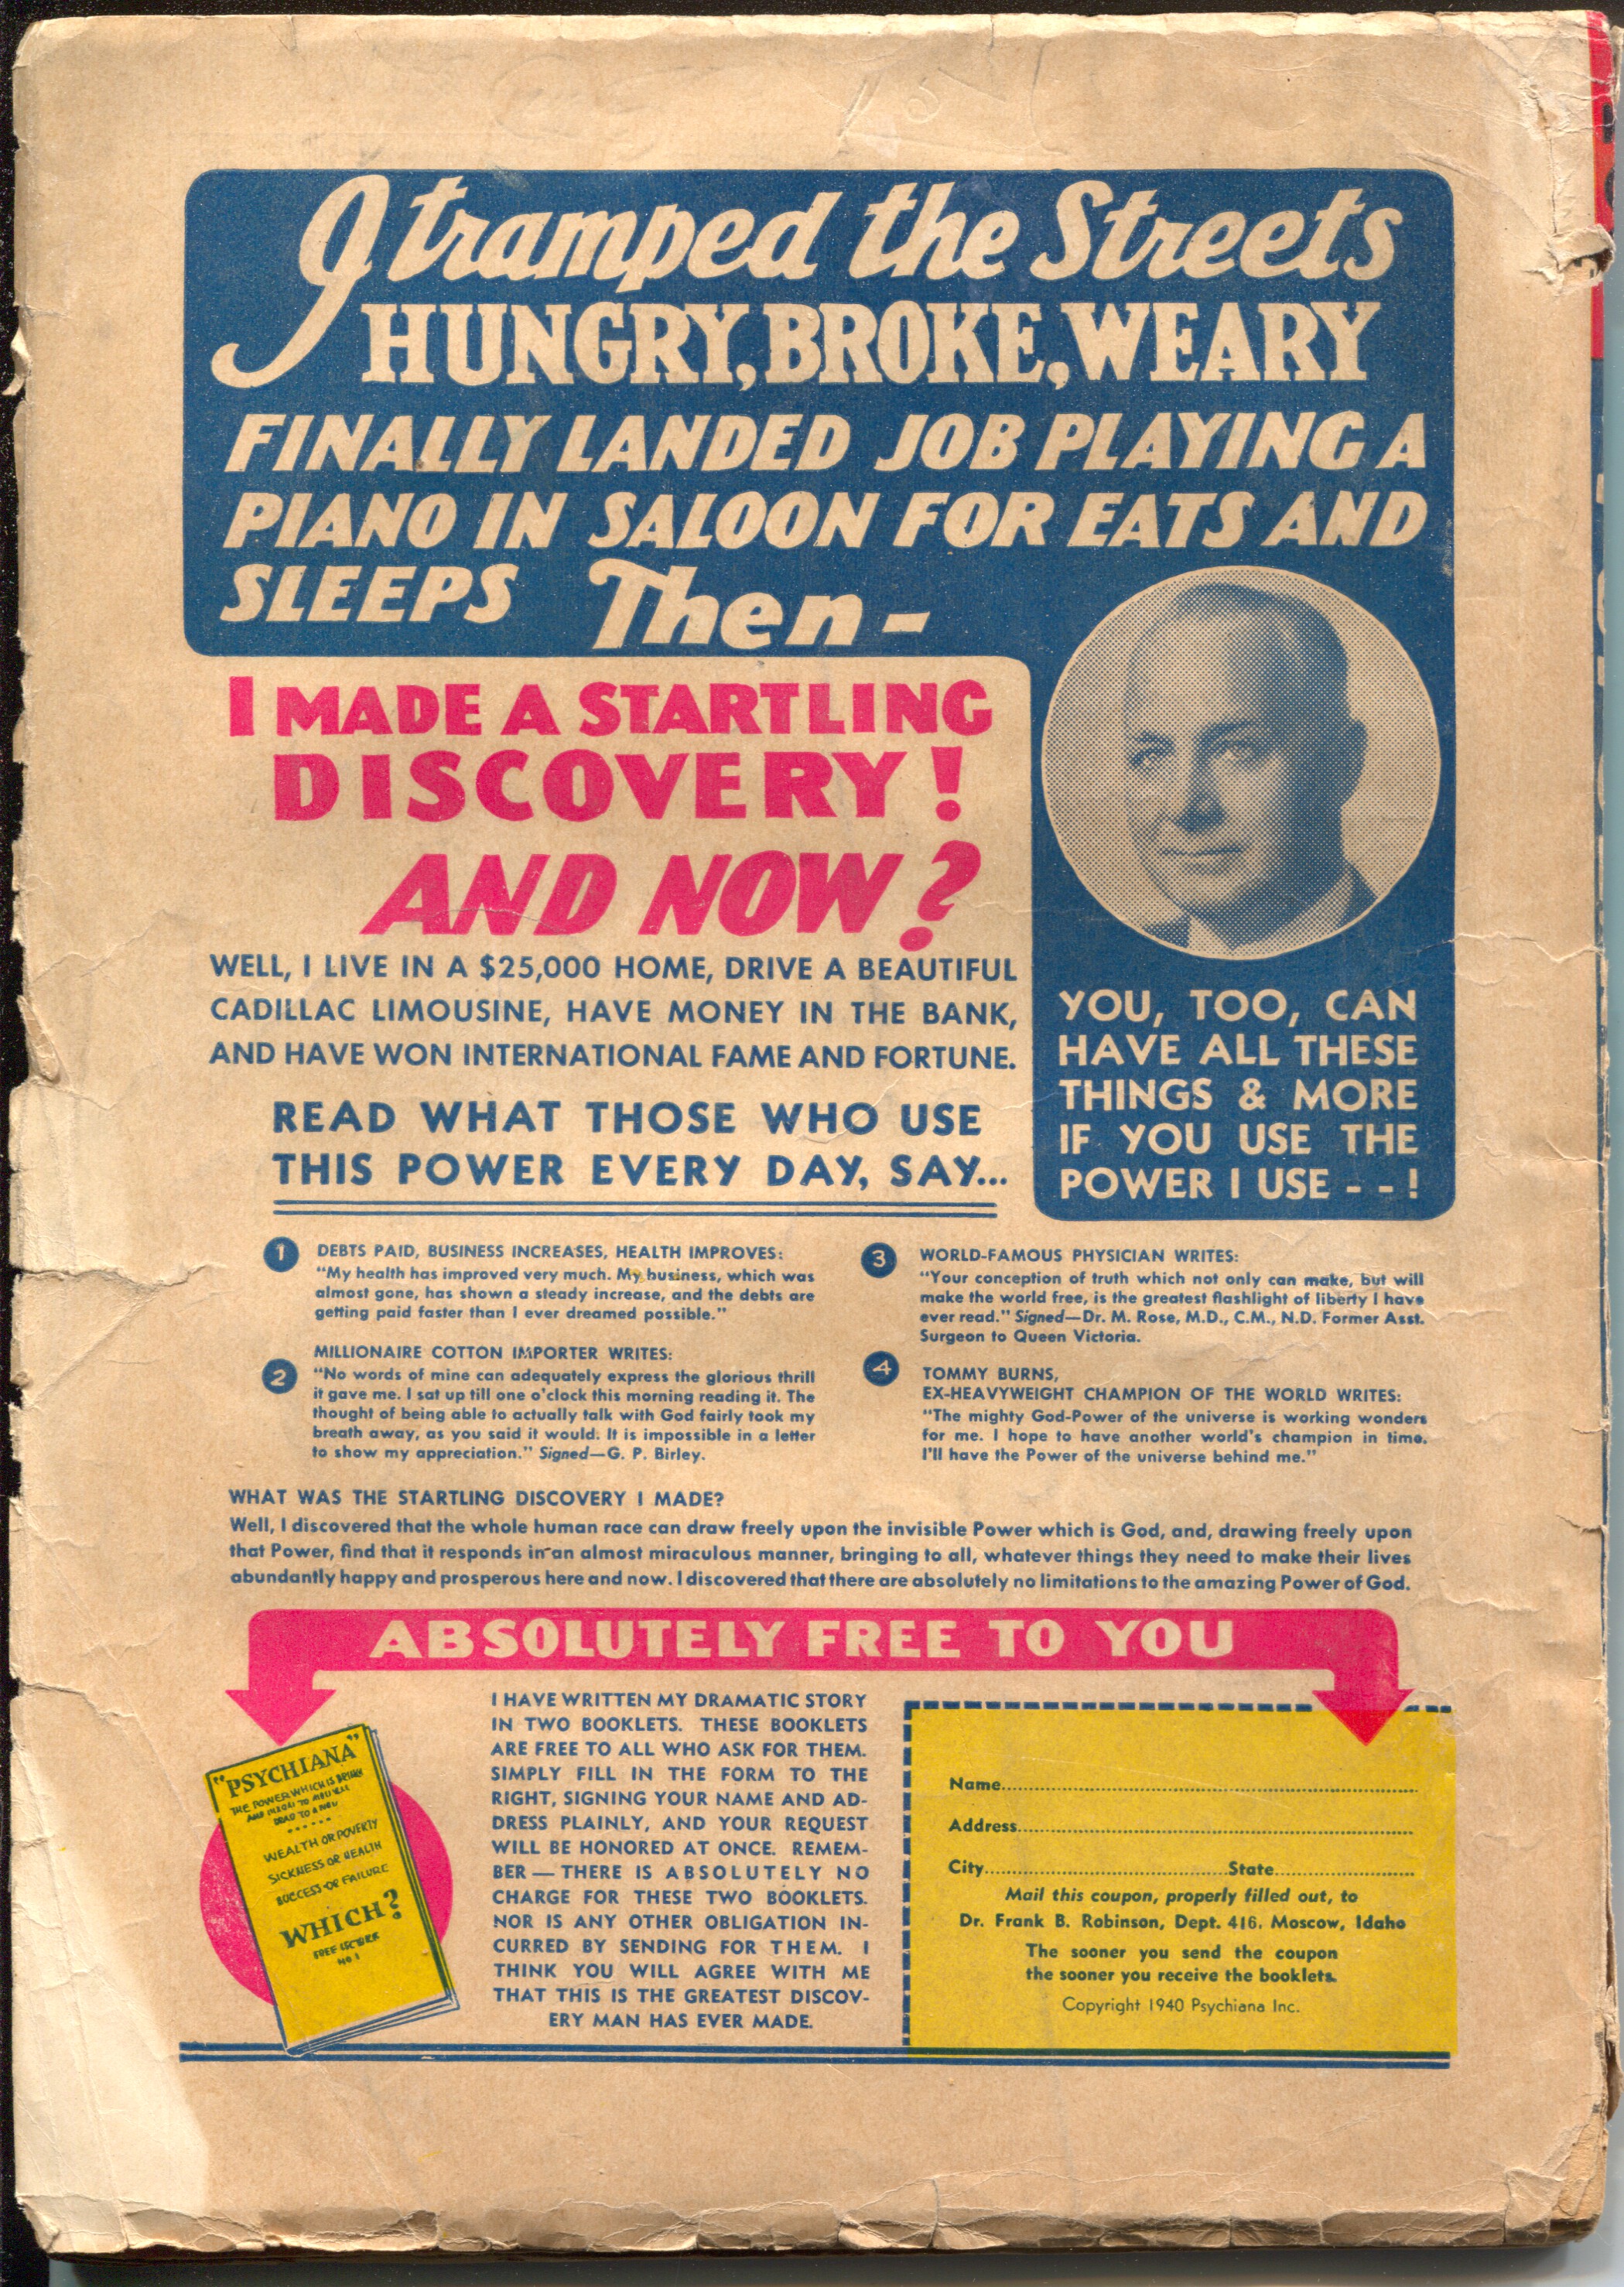 I tramped the Streets
HUNGRY, BROKE, WEARY
FINALLY LANDED JOB PLAYING A
PIANO IN SALOON FOR EATS AND
SLEEPS Then-
I MADE A STARTLING
DISCOVERY!
AND NOW?
WELL, I LIVE IN A $25,000 HOME, DRIVE A BEAUTIFUL
CADILLAC LIMOUSINE, HAVE MONEY IN THE BANK,
AND HAVE WON INTERNATIONAL FAME AND FORTUNE.
READ WHAT THOSE WHO USE
THIS POWER EVERY DAY, SAY...
YOU, TOO, CAN
HAVE ALL THESE
THINGS & MORE
IF YOU USE THE
POWER I USE - - !
1 DEBTS PAID, BUSINESS INCREASES, HEALTH IMPROVES:
"My health has improved very much. My business, which was
almost gone, has shown a steady increase, and the debts are
getting paid faster than I ever dreamed possible."
MILLIONAIRE COTTON IMPORTER WRITES:
2 "No words of mine can adequately express the glorious thrill
it gave me. I sat up till one o'clock this morning reading it. The
thought of being able to actually talk with God fairly took my
breath away, as you said it would. It is impossible in a letter
to show my appreciation." Signed—G. P. Birley.
3 WORLD-FAMOUS PHYSICIAN WRITES:
"Your conception of truth which not only can make, but will
make the world free, is the greatest flashlight of liberty I have
ever read." Signed—Dr. M. Rose, M.D., C.M., N.D. Former Asst.
Surgeon to Queen Victoria.
4 TOMMY BURNS,
EX-HEAVYWEIGHT CHAMPION OF THE WORLD WRITES:
"The mighty God-Power of the universe is working wonders
for me. I hope to have another world's champion in time.
I'll have the Power of the universe behind me."
WHAT WAS THE STARTLING DISCOVERY I MADE?
Well, I discovered that the whole human race can draw freely upon the invisible Power which is God, and, drawing freely upon
that Power, find that it responds in an almost miraculous manner, bringing to all, whatever things they need to make their lives
abundantly happy and prosperous here and now. I discovered that there are absolutely no limitations to the amazing Power of God.
ABSOLUTELY FREE TO YOU
"PSYCHIANA"
THE POWER WHICH IS BRINGING
WEALTH OR POVERTY
SICKNESS OR HEALTH
SUCCESS OR FAILURE
WHICH?
FREE LECTURE
NO 1
I HAVE WRITTEN MY DRAMATIC STORY
IN TWO BOOKLETS. THESE BOOKLETS
ARE FREE TO ALL WHO ASK FOR THEM.
SIMPLY FILL IN THE FORM TO THE
RIGHT, SIGNING YOUR NAME AND AD-
DRESS PLAINLY, AND YOUR REQUEST
WILL BE HONORED AT ONCE. REMEM-
BER — THERE IS ABSOLUTELY NO
CHARGE FOR THESE TWO BOOKLETS.
NOR IS ANY OTHER OBLIGATION IN-
CURRED BY SENDING FOR THEM. I
THINK YOU WILL AGREE WITH ME
THAT THIS IS THE GREATEST DISCOV-
ERY MAN HAS EVER MADE.
Name
Address
City State
Mail this coupon, properly filled out, to
Dr. Frank B. Robinson, Dept. 416, Moscow, Idaho
The sooner you send the coupon
the sooner you receive the booklets.
Copyright 1940 Psychiana Inc.